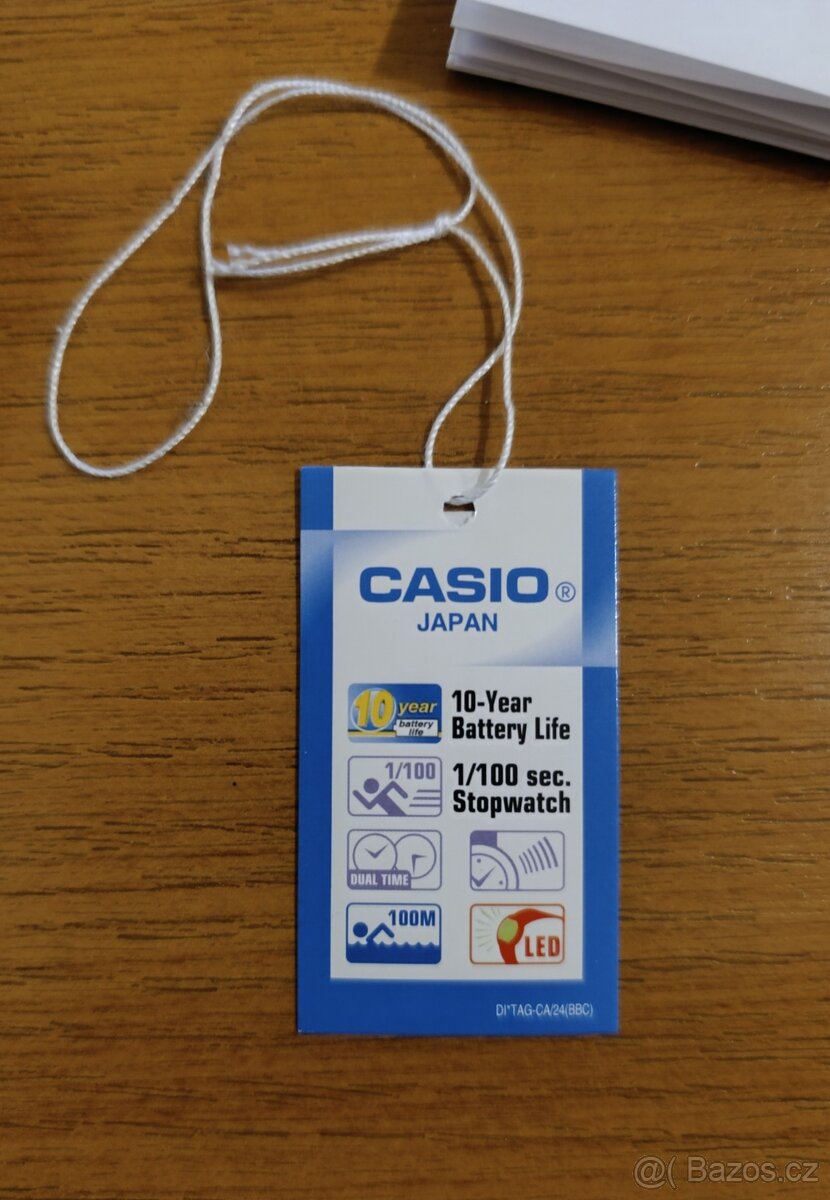 CASIO®
JAPAN
10 year
battery
life
10-Year
Battery Life
1/100
1/100 sec.
Stopwatch
DUAL TIME
100M
LED
DI*TAG-CA/24(BBC)
@( Bazos.cz